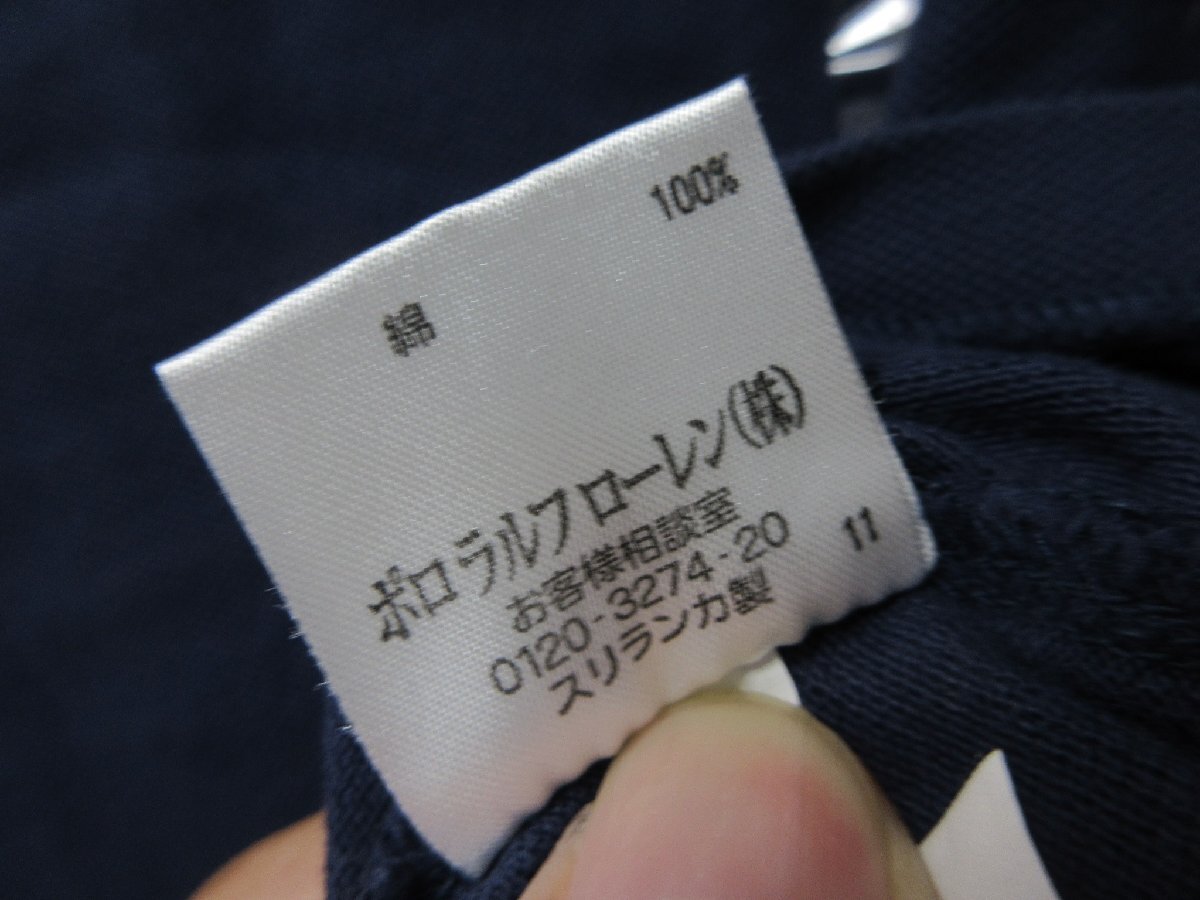 綿 100%
ポロ ラルフ ローレン(株)
お客様相談室
0120-3274-20 11
スリランカ製